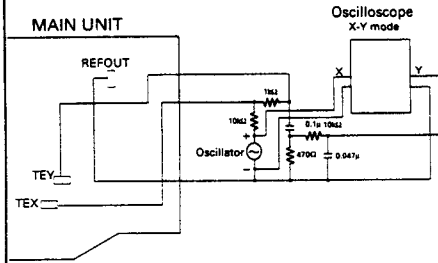 Oscilloscope
X-Y mode
MAIN UNIT
REFOUT
X
Y
1kΩ
10kΩ
0.1μ
10kΩ
+
Oscillator
470Ω
0.047μ
−
TEY
TEX